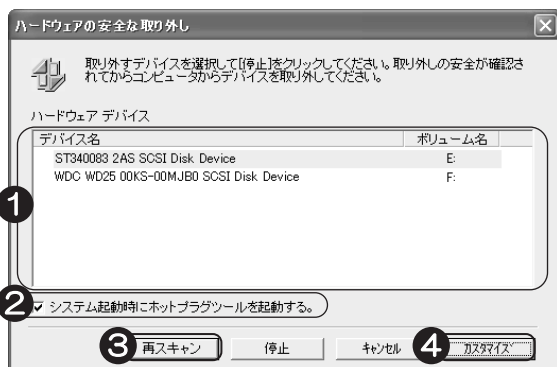 ハードウェアの安全な取り外し
取り外すデバイスを選択して[停止]をクリックしてください。取り外しの安全が確認さ
れてからコンピュータからデバイスを取り外してください。
ハードウェア デバイス
デバイス名 ボリューム名
ST340083 2AS SCSI Disk Device E:
WDC WD25 00KS-00MJB0 SCSI Disk Device F:
1
2 システム起動時にホットプラグツールを起動する。
3 再スキャン 停止 キャンセル 4 カスタマイズ